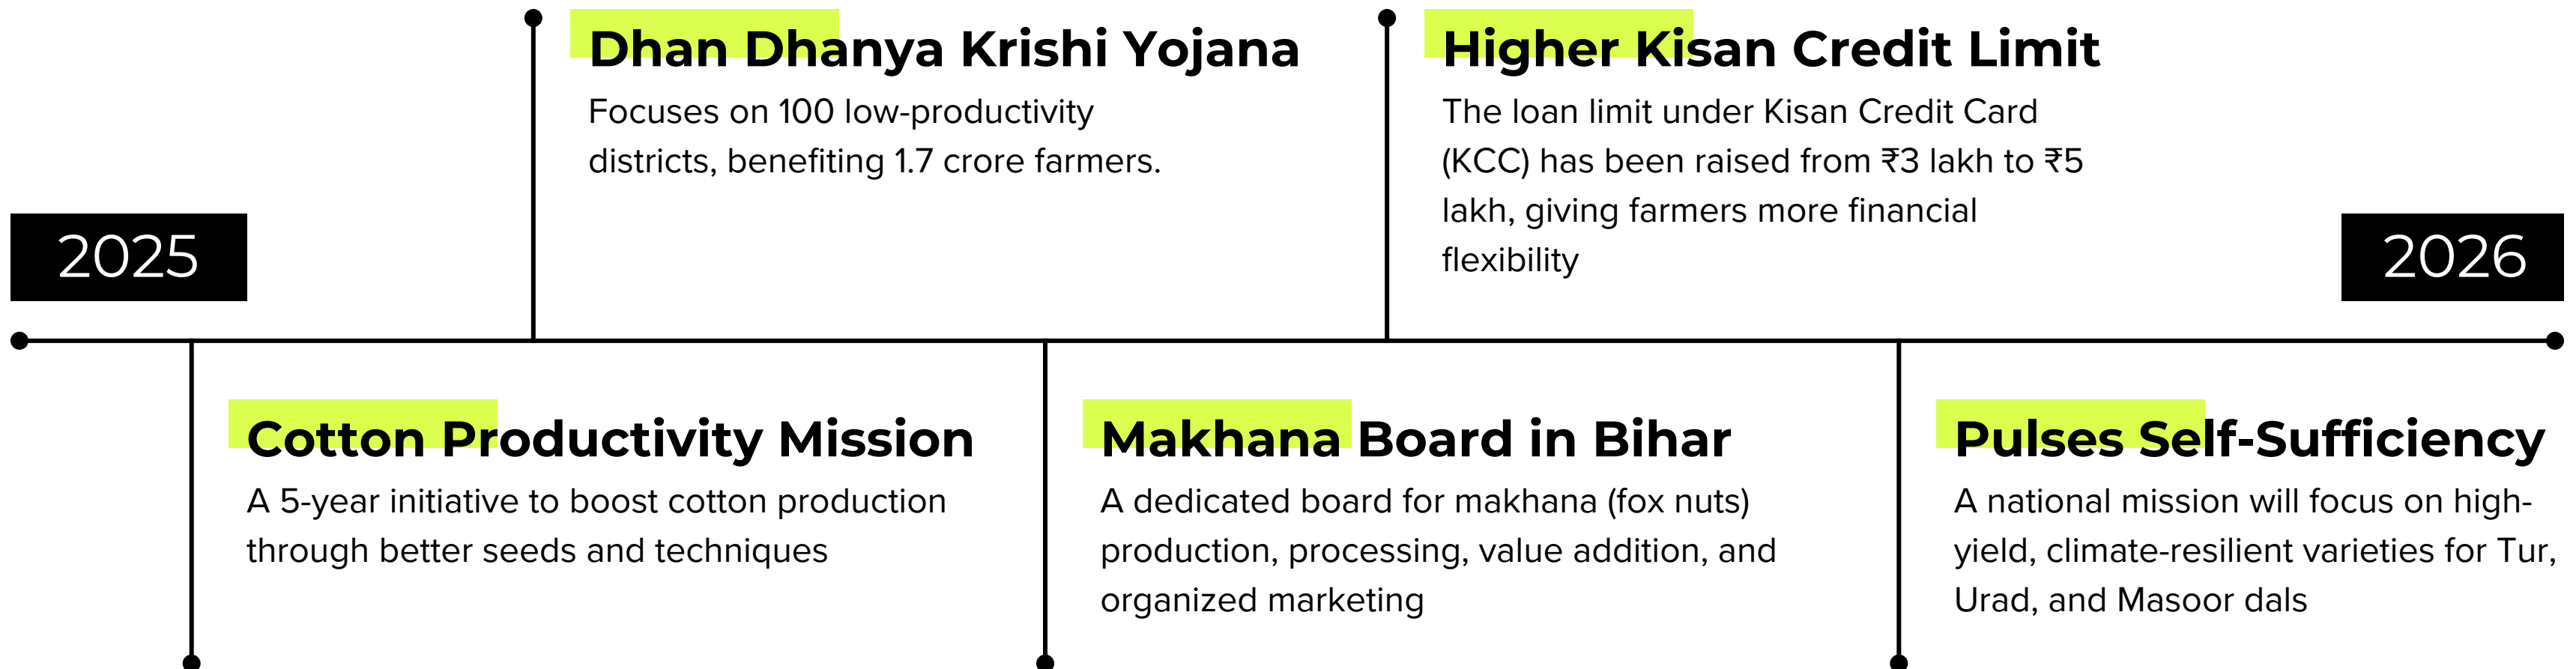 Dhan Dhanya Krishi Yojana
Focuses on 100 low-productivity
districts, benefiting 1.7 crore farmers.
Higher Kisan Credit Limit
The loan limit under Kisan Credit Card
(KCC) has been raised from ₹3 lakh to ₹5
lakh, giving farmers more financial
flexibility
2025
2026
Cotton Productivity Mission
A 5-year initiative to boost cotton production
through better seeds and techniques
Makhana Board in Bihar
A dedicated board for makhana (fox nuts)
production, processing, value addition, and
organized marketing
Pulses Self-Sufficiency
A national mission will focus on high-
yield, climate-resilient varieties for Tur,
Urad, and Masoor dals